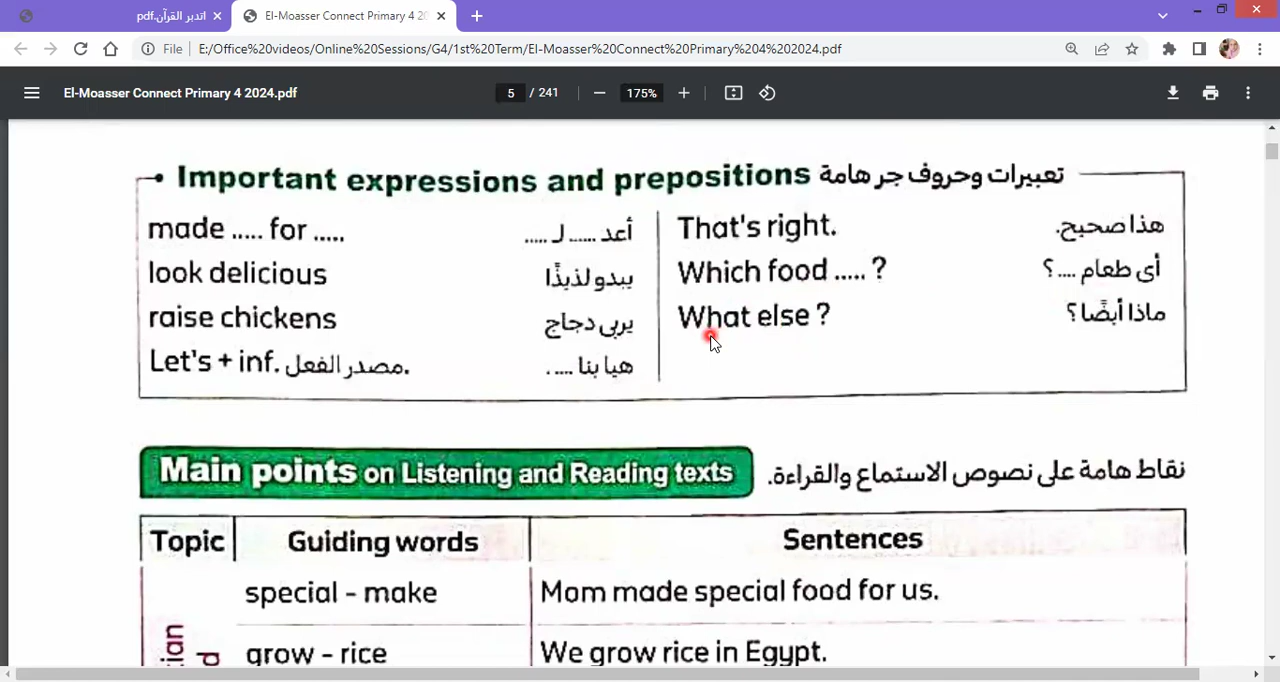 اتدبر القرآن.pdf
El-Moasser Connect Primary 4 20
File
E:/Office%20videos/Online%20Sessions/G4/1st%20Term/El-Moasser%20Connect%20Primary%204%202024.pdf
El-Moasser Connect Primary 4 2024.pdf
5 / 241
175%
Important expressions and prepositions تعبيرات وحروف جر هامة
made ..... for ..... أعد ...... لـ .....
look delicious يبدو لذيذًا
raise chickens يربى دجاج
Let's + inf. مصدر الفعل. هيا بنا .... .
That's right. هذا صحيح.
Which food ..... ? أى طعام ....؟
What else ? ماذا أيضًا ؟
Main points on Listening and Reading texts نقاط هامة على نصوص الاستماع والقراءة.
Topic Guiding words Sentences
special - make Mom made special food for us.
grow - rice We grow rice in Egypt.